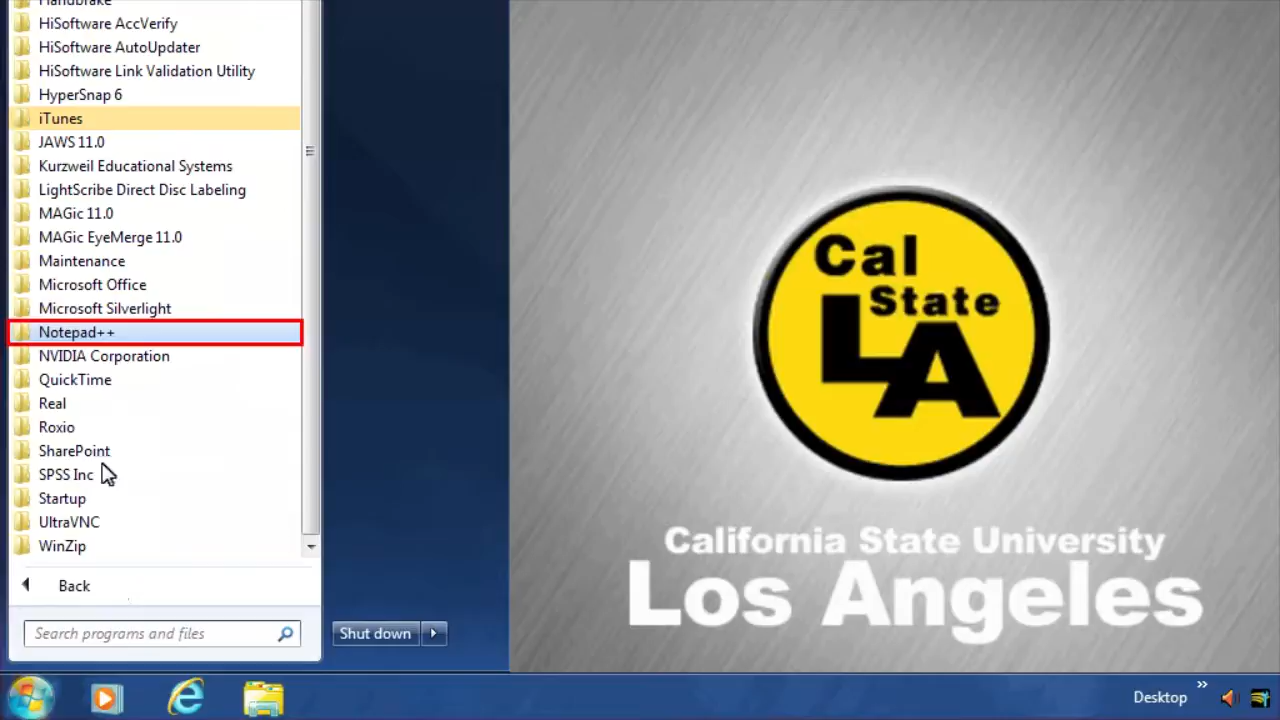 Handbrake
HiSoftware AccVerify
HiSoftware AutoUpdater
HiSoftware Link Validation Utility
HyperSnap 6
iTunes
JAWS 11.0
Kurzweil Educational Systems
LightScribe Direct Disc Labeling
MAGic 11.0
MAGic EyeMerge 11.0
Maintenance
Microsoft Office
Microsoft Silverlight
Notepad++
NVIDIA Corporation
QuickTime
Real
Roxio
SharePoint
SPSS Inc
Startup
UltraVNC
WinZip
Back
Search programs and files
Shut down
Cal
State
LA
California State University
Los Angeles
Desktop